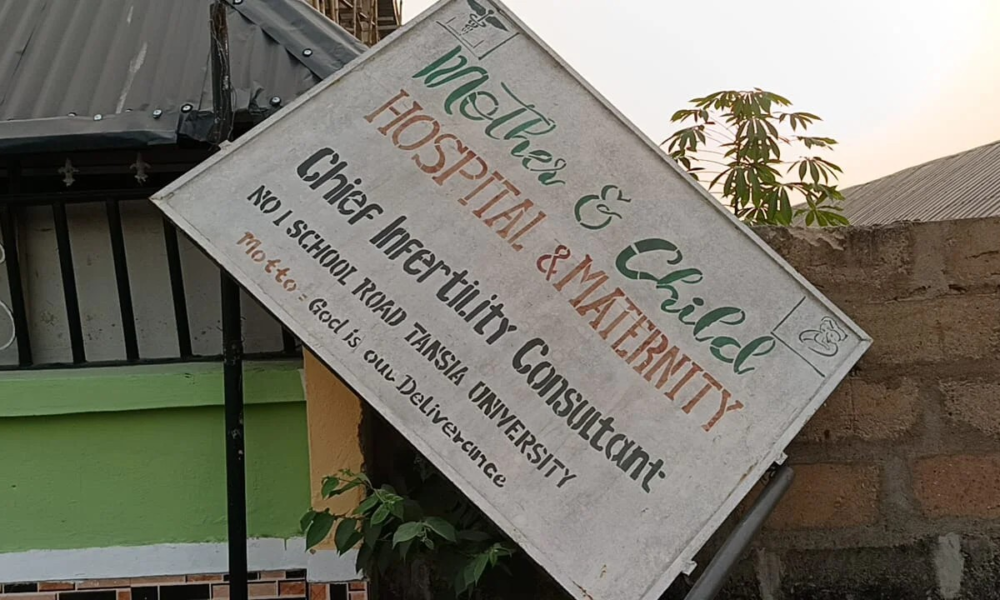 Mother & Child
HOSPITAL & MATERNITY
Chief Infertility Consultant
NO 1 SCHOOL ROAD TANSIA UNIVERSITY
Motto: God is our Deliverance